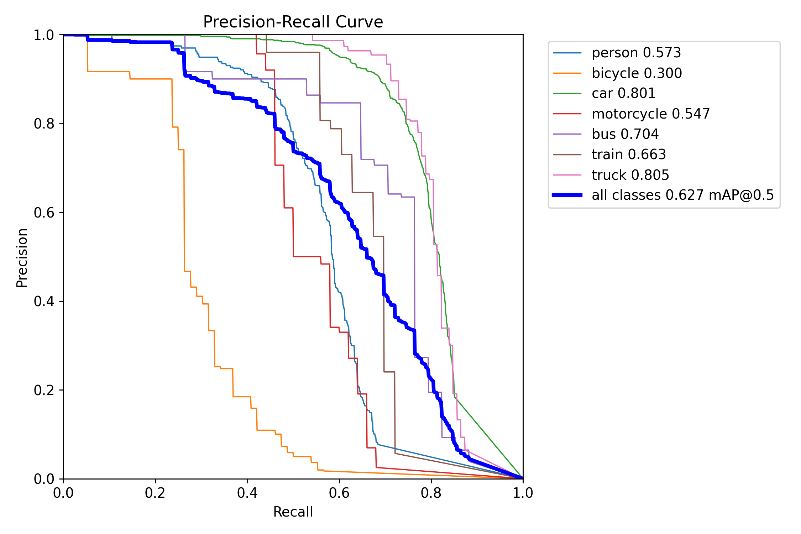 Precision-Recall Curve
1.0
0.8
0.6
0.4
0.2
0.0
Precision
0.0 0.2 0.4 0.6 0.8 1.0
Recall
person 0.573
bicycle 0.300
car 0.801
motorcycle 0.547
bus 0.704
train 0.663
truck 0.805
all classes 0.627 mAP@0.5